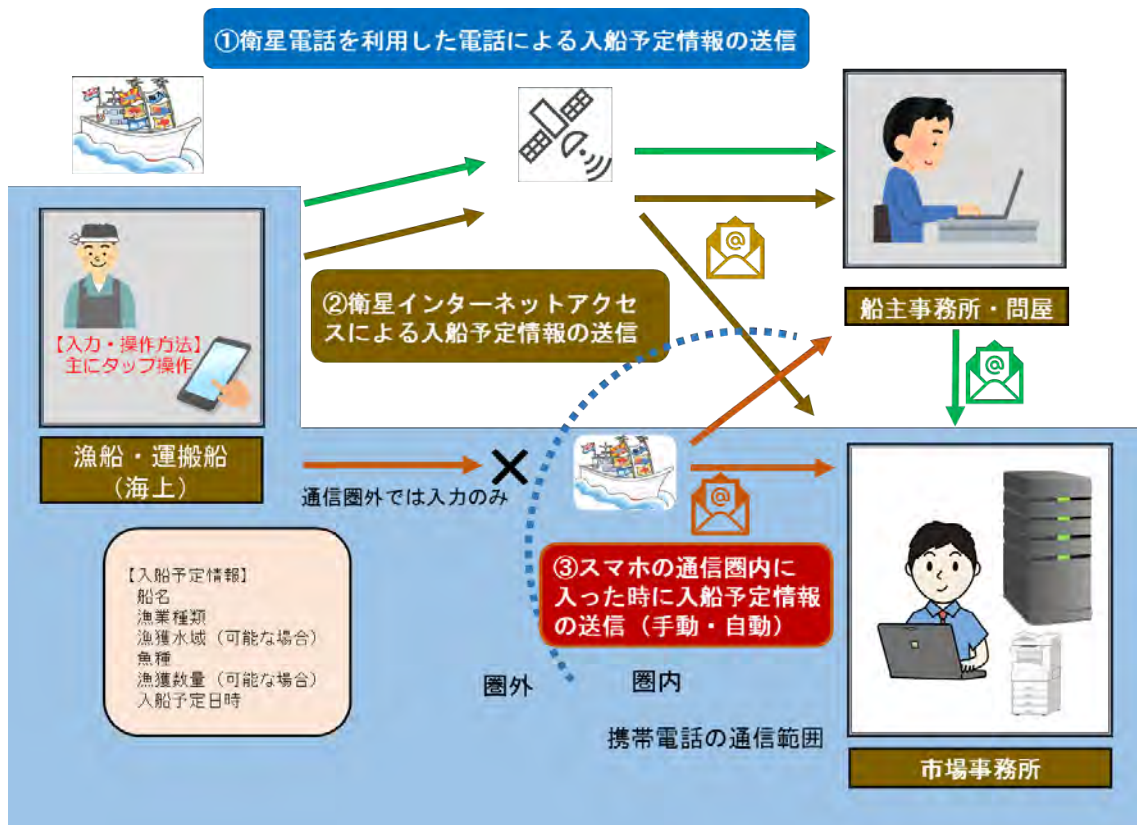 ①衛星電話を利用した電話による入船予定情報の送信
【入力・操作方法】
主にタップ操作
漁船・運搬船
（海上）
②衛星インターネットアクセ
スによる入船予定情報の送信
船主事務所・問屋
通信圏外では入力のみ
【入船予定情報】
船名
漁業種類
漁獲水域（可能な場合）
魚種
漁獲数量（可能な場合）
入船予定日時
③スマホの通信圏内に
入った時に入船予定情報
の送信（手動・自動）
圏外
圏内
携帯電話の通信範囲
市場事務所